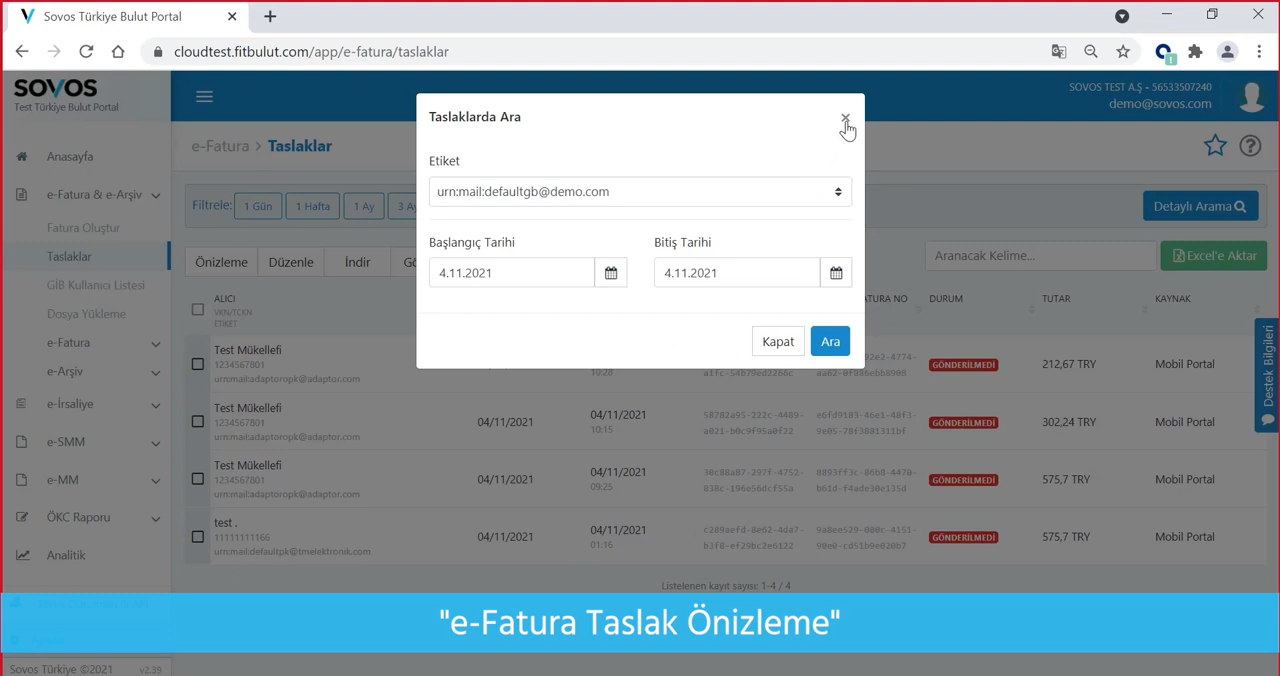 Sovos Türkiye Bulut Portal
cloudtest.fitbulut.com/app/e-fatura/taslaklar
SOVOS
Test Türkiye Bulut Portal
SOVOS TEST A.Ş - 56533507240
demo@sovos.com
e-Fatura > Taslaklar
Anasayfa
e-Fatura & e-Arşiv
Fatura Oluştur
Taslaklar
GİB Kullanıcı Listesi
Dosya Yükleme
e-Fatura
e-Arşiv
e-İrsaliye
e-SMM
e-MM
ÖKC Raporu
Analitik
Sovos Türkiye ©2021 v2.39
Taslaklarda Ara
×
Etiket
urn:mail:defaultgb@demo.com
Başlangıç Tarihi Bitiş Tarihi
4.11.2021 4.11.2021
Kapat Ara
Filtrele: 1 Gün 1 Hafta 1 Ay
Detaylı Arama
Önizleme Düzenle İndir
Aranacak Kelime...
Excel'e Aktar
ALICI
VKN/TCKN
ETİKET
DURUM TUTAR KAYNAK
Test Mükellefi
1234567801
urn:mail:adaptorpk@adaptor.com
GÖNDERİLMEDİ 212,67 TRY Mobil Portal
Test Mükellefi
1234567801
urn:mail:adaptorpk@adaptor.com
04/11/2021 04/11/2021
10:15
GÖNDERİLMEDİ 302,24 TRY Mobil Portal
Test Mükellefi
1234567801
urn:mail:adaptorpk@adaptor.com
04/11/2021 04/11/2021
09:25
GÖNDERİLMEDİ 575,7 TRY Mobil Portal
test .
11111111166
urn:mail:defaultpk@tmelektronik.com
04/11/2021 04/11/2021
01:16
GÖNDERİLMEDİ 575,7 TRY Mobil Portal
Listelenen kayıt sayısı: 1-4 / 4
Destek Bilgileri
"e-Fatura Taslak Önizleme"